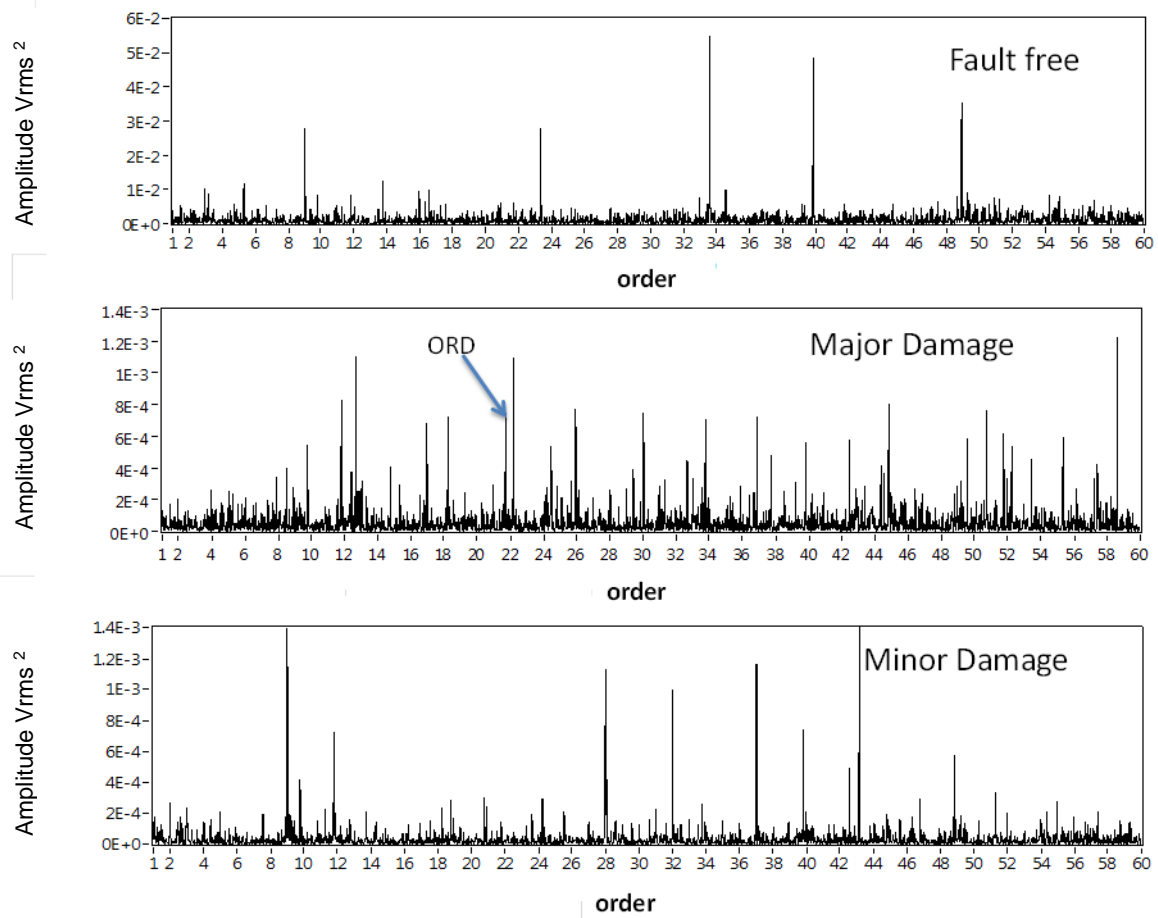 Amplitude Vrms ²
6E-2
5E-2
4E-2
3E-2
2E-2
1E-2
0E+0
Fault free
1 2 4 6 8 10 12 14 16 18 20 22 24 26 28 30 32 34 36 38 40 42 44 46 48 50 52 54 56 58 60
order
Amplitude Vrms ²
1.4E-3
1.2E-3
1E-3
8E-4
6E-4
4E-4
2E-4
0E+0
ORD
Major Damage
1 2 4 6 8 10 12 14 16 18 20 22 24 26 28 30 32 34 36 38 40 42 44 46 48 50 52 54 56 58 60
order
Amplitude Vrms ²
1.4E-3
1.2E-3
1E-3
8E-4
6E-4
4E-4
2E-4
0E+0
Minor Damage
1 2 4 6 8 10 12 14 16 18 20 22 24 26 28 30 32 34 36 38 40 42 44 46 48 50 52 54 56 58 60
order